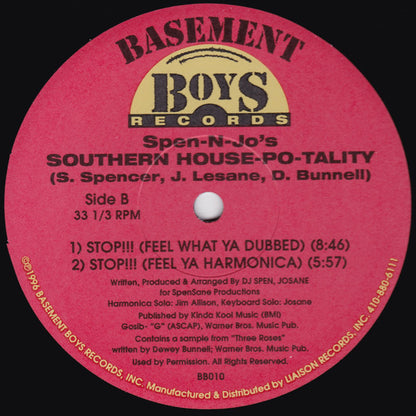 BASEMENT
BOYS
RECORDS
Spen-N-Jo's
SOUTHERN HOUSE-PO-TALITY
(S. Spencer, J. Lesane, D. Bunnell)
Side B
33 1/3 RPM
1) STOP!!! (FEEL WHAT YA DUBBED) (8:46)
2) STOP!!! (FEEL YA HARMONICA) (5:57)
Written, Produced & Arranged by DJ SPEN, JOSANE
for SpenSane Productions
Harmonica Solo: Jim Allison, Keyboard Solo: Josane
Published by Kinda Kool Music (BMI)
Gosib- "G" (ASCAP), Warner Bros. Music Pub.
Contains a sample from "Three Roses"
written by Dewey Bunnell; Warner Bros. Music Pub.
Used by Permission. All Rights Reserved.
BB010
©℗1996 BASEMENT BOYS RECORDS, INC. Manufactured & Distributed by LIAISON RECORDS, INC. 410-880-6111